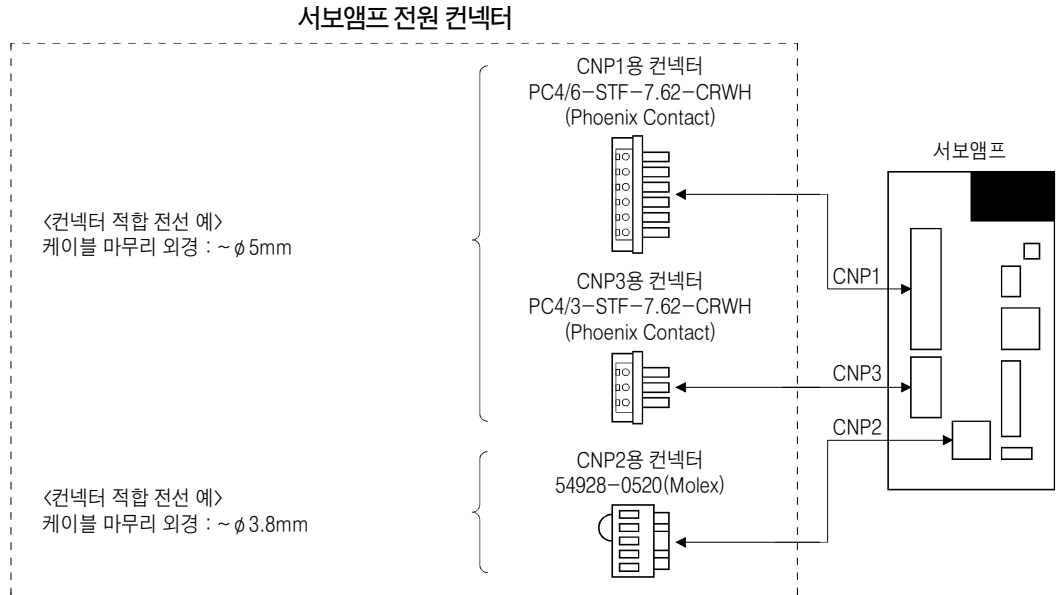 서보앰프 전원 컨넥터
CNP1용 컨넥터
PC4/6-STF-7.62-CRWH
(Phoenix Contact)
서보앰프
〈컨넥터 적합 전선 예〉
케이블 마무리 외경 : ~φ5mm
CNP1
CNP3용 컨넥터
PC4/3-STF-7.62-CRWH
(Phoenix Contact)
CNP3
CNP2
CNP2용 컨넥터
54928-0520(Molex)
〈컨넥터 적합 전선 예〉
케이블 마무리 외경 : ~φ3.8mm